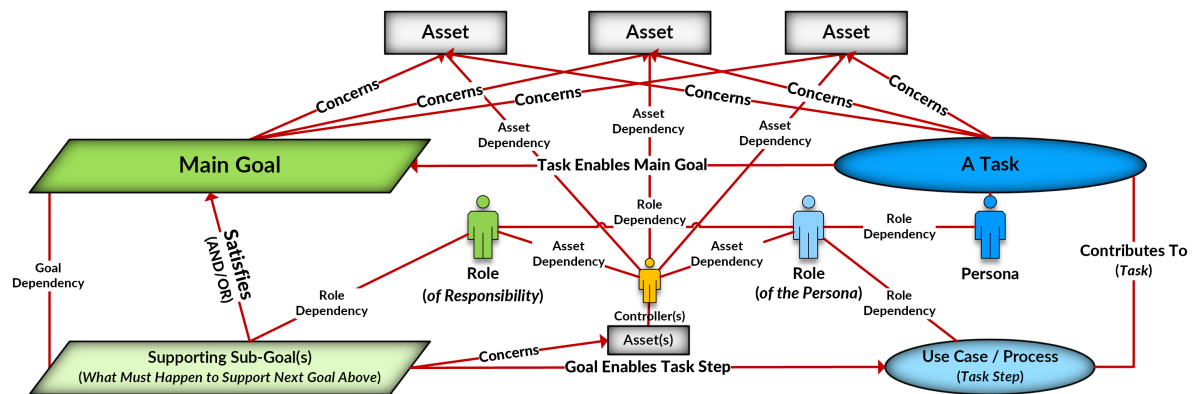 Asset
Asset
Asset
Concerns
Concerns
Concerns
Concerns
Concerns
Concerns
Asset
Dependency
Asset
Dependency
Asset
Dependency
Main Goal
Task Enables Main Goal
A Task
Role
Dependency
Role
Dependency
Satisfies
(AND/OR)
Goal
Dependency
Role
(of Responsibility)
Asset
Dependency
Asset
Dependency
Role
(of the Persona)
Persona
Contributes To
(Task)
Role
Dependency
Role
Dependency
Controller(s)
Asset(s)
Supporting Sub-Goal(s)
(What Must Happen to Support Next Goal Above)
Concerns
Goal Enables Task Step
Use Case / Process
(Task Step)